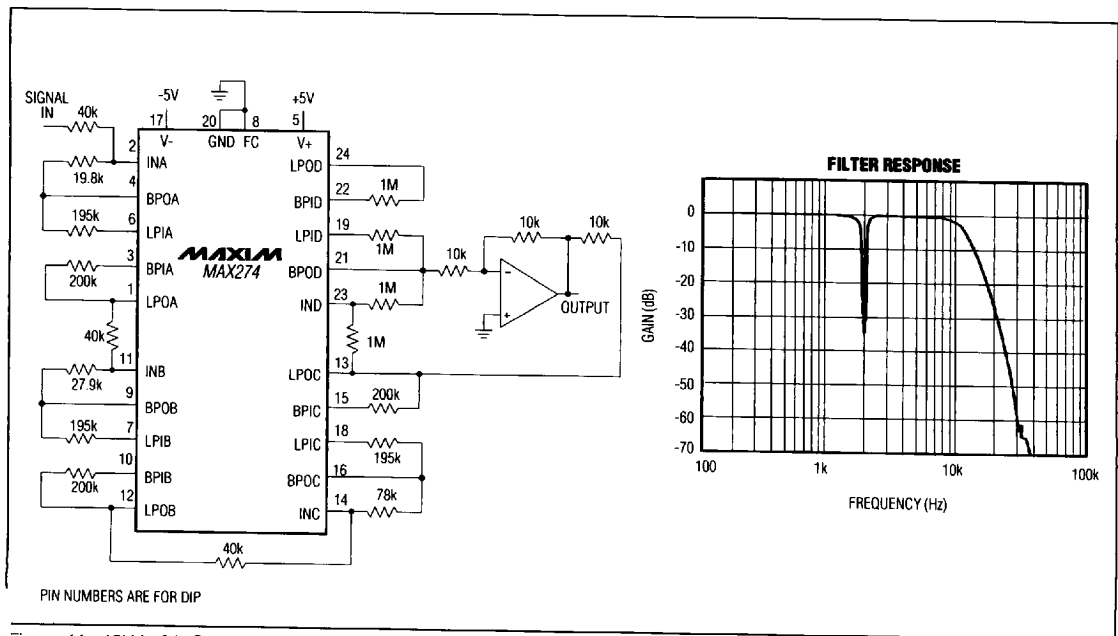 SIGNAL
IN
40k
-5V
17
V-
20
GND
8
FC
+5V
5
V+
2
INA
19.8k
4
BPOA
195k
6
LPIA
3
BPIA
200k
1
LPOA
40k
11
INB
27.9k
9
BPOB
195k
7
LPIB
10
BPIB
200k
12
LPOB
40k
MAXIM
MAX274
LPOD
24
BPID
22
1M
LPID
19
1M
BPOD
21
IND
23
1M
1M
LPOC
13
BPIC
15
200k
LPIC
18
195k
BPOC
16
INC
14
78k
10k
10k
10k
-
+
OUTPUT
FILTER RESPONSE
GAIN (dB)
0
-10
-20
-30
-40
-50
-60
-70
100
1k
10k
100k
FREQUENCY (Hz)
PIN NUMBERS ARE FOR DIP